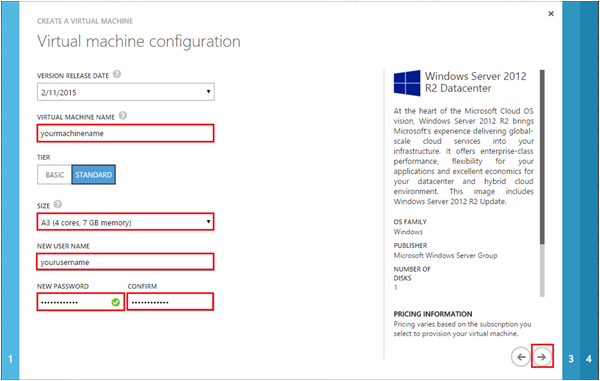 CREATE A VIRTUAL MACHINE
Virtual machine configuration
VERSION RELEASE DATE
2/11/2015
VIRTUAL MACHINE NAME
yourmachinename
TIER
BASIC STANDARD
SIZE
A3 (4 cores, 7 GB memory)
NEW USER NAME
yourusername
NEW PASSWORD CONFIRM
Windows Server 2012
R2 Datacenter
At the heart of the Microsoft Cloud OS
vision, Windows Server 2012 R2 brings
Microsoft's experience delivering global-
scale cloud services into your
infrastructure. It offers enterprise-class
performance, flexibility for your
applications and excellent economics for
your datacenter and hybrid cloud
environment. This image includes
Windows Server 2012 R2 Update.
OS FAMILY
Windows
PUBLISHER
Microsoft Windows Server Group
NUMBER OF
DISKS
1
PRICING INFORMATION
Pricing varies based on the subscription you
select to provision your virtual machine.
1
3 4